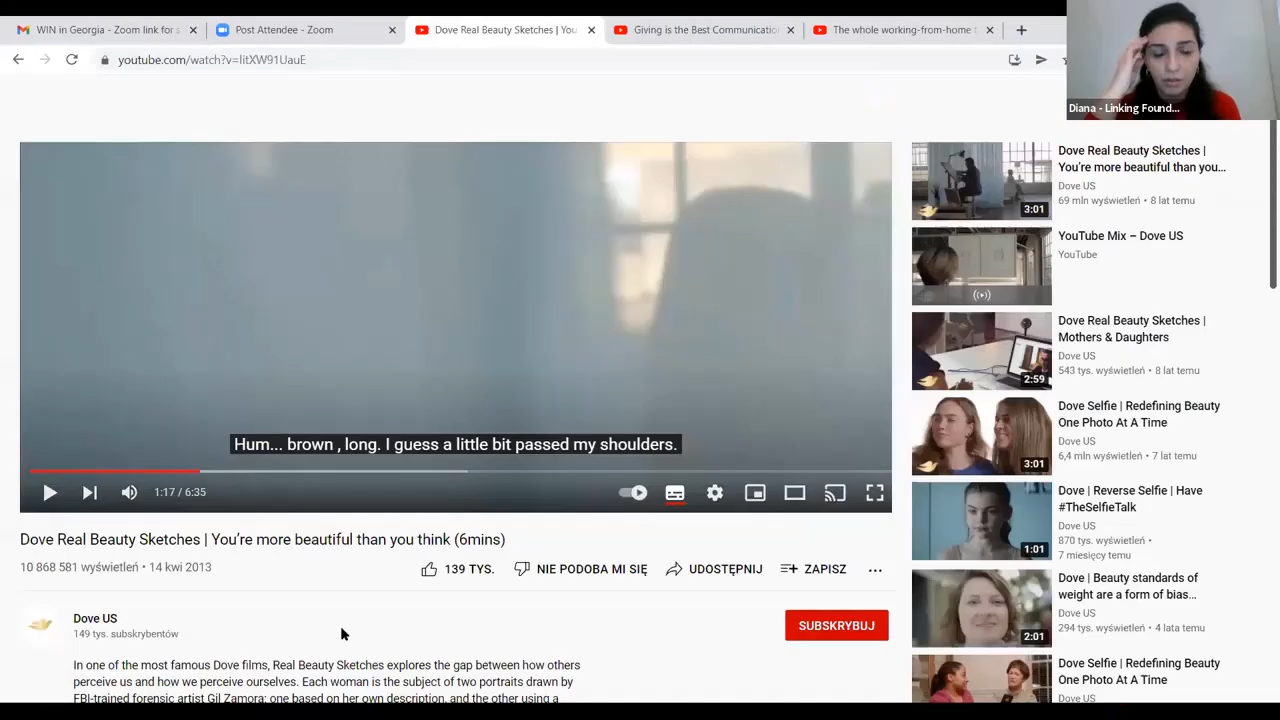 WIN in Georgia - Zoom link for s
Post Attendee - Zoom
Dove Real Beauty Sketches | You
Giving is the Best Communication
The whole working-from-home t
youtube.com/watch?v=litXW91UauE
Diana - Linking Found...
Hum... brown , long. I guess a little bit passed my shoulders.
1:17 / 6:35
Dove Real Beauty Sketches | You're more beautiful than you think (6mins)
10 868 581 wyświetleń • 14 kwi 2013
139 TYS.
NIE PODOBA MI SIĘ
UDOSTĘPNIJ
ZAPISZ
Dove US
149 tys. subskrybentów
SUBSKRYBUJ
In one of the most famous Dove films, Real Beauty Sketches explores the gap between how others
perceive us and how we perceive ourselves. Each woman is the subject of two portraits drawn by
FBI-trained forensic artist Gil Zamora: one based on her own description, and the other using a
3:01
Dove Real Beauty Sketches |
You're more beautiful than you...
Dove US
69 mln wyświetleń • 8 lat temu
YouTube Mix – Dove US
YouTube
2:59
Dove Real Beauty Sketches |
Mothers & Daughters
Dove US
543 tys. wyświetleń • 8 lat temu
3:01
Dove Selfie | Redefining Beauty
One Photo At A Time
Dove US
6,4 mln wyświetleń • 7 lat temu
1:01
Dove | Reverse Selfie | Have
#TheSelfieTalk
Dove US
870 tys. wyświetleń •
7 miesięcy temu
2:01
Dove | Beauty standards of
weight are a form of bias...
Dove US
294 tys. wyświetleń • 4 lata temu
Dove Selfie | Redefining Beauty
One Photo At A Time
Dove US